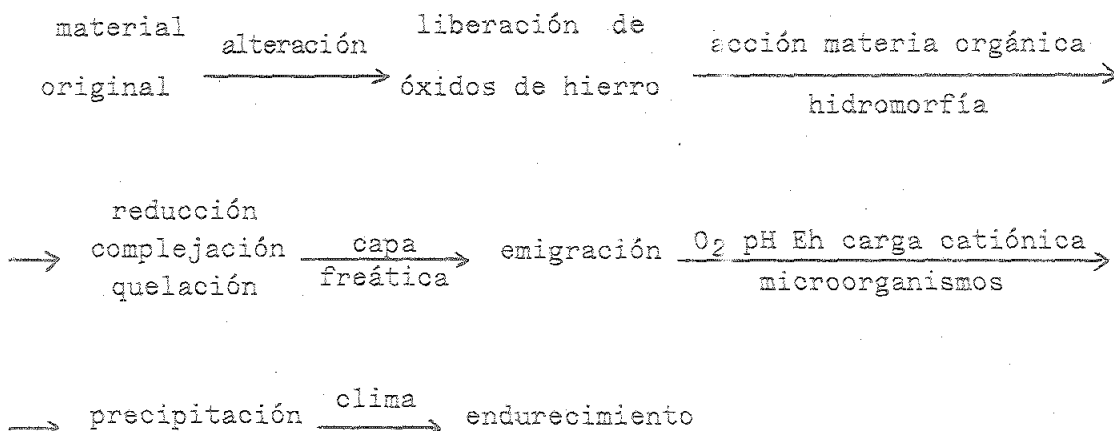 material alteración liberación de acción materia orgánica
original óxidos de hierro hidromorfía
reducción
complejación capa emigración O₂ pH Eh carga catiónica
quelación freática microorganismos
precipitación clima endurecimiento